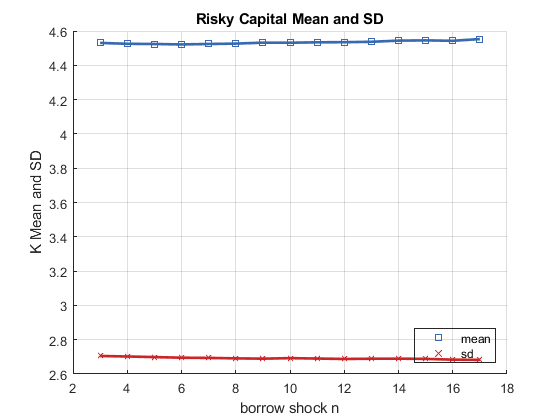 Risky Capital Mean and SD
4.6
4.4
4.2
4
3.8
3.6
3.4
3.2
3
2.8
2.6
K Mean and SD
mean
sd
2 4 6 8 10 12 14 16 18
borrow shock n